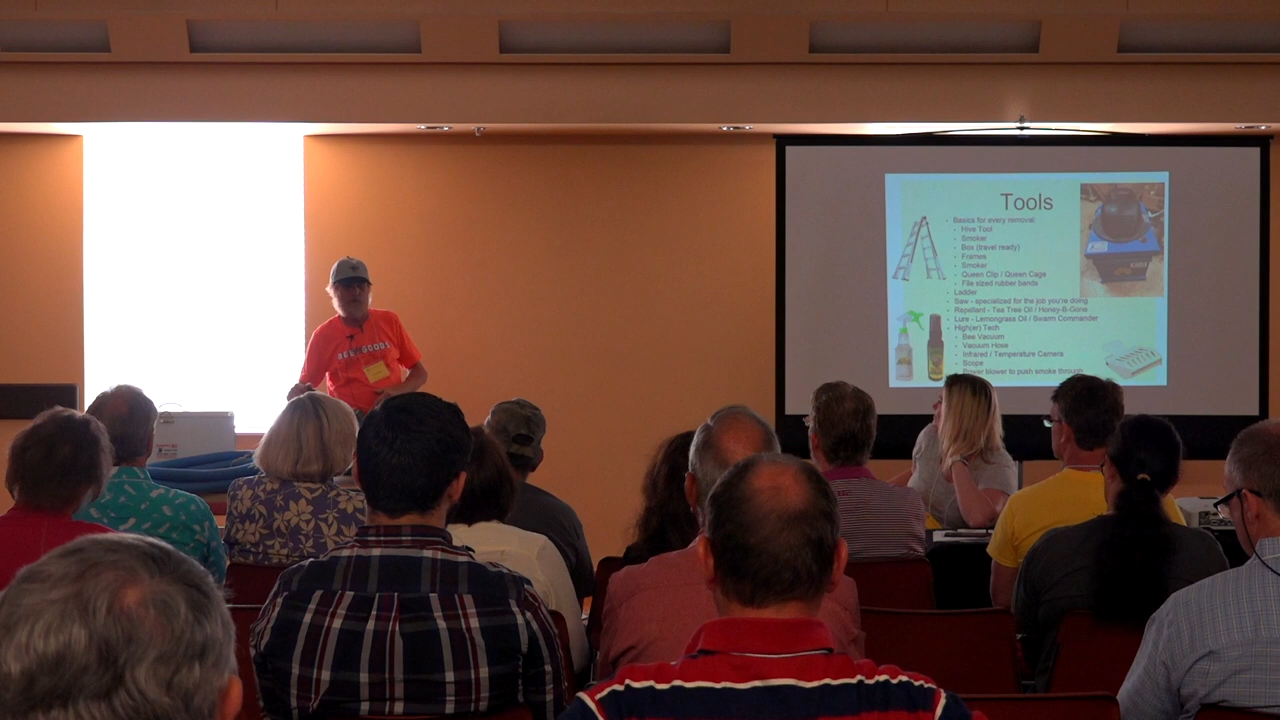 BEE GOODS
Tools
Basics for every removal:
Hive Tool
Smoker
Box (travel ready)
Frames
Smoker
Queen Clip / Queen Cage
File sized rubber bands
Ladder
Saw - specialized for the job you're doing
Repellant - Tea Tree Oil / Honey-B-Gone
Lure - Lemongrass Oil / Swarm Commander
High(er) Tech
Bee Vacuum
Vacuum Hose
Infrared / Temperature Camera
Scope
Power blower to push smoke through